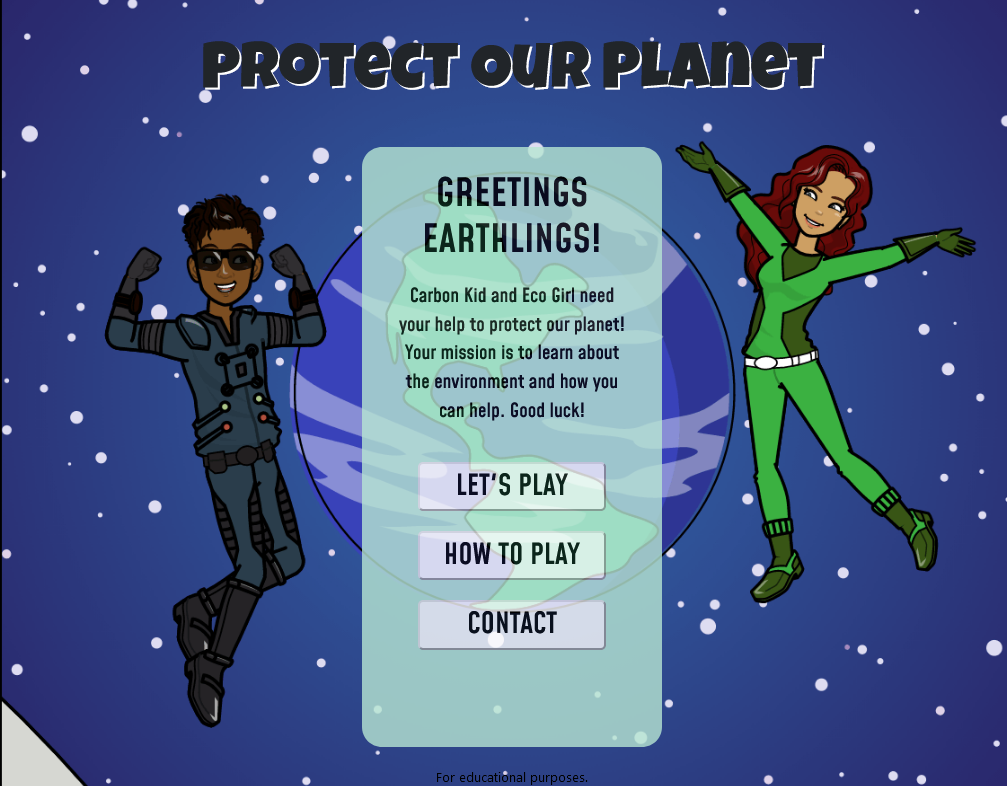 PROTECT OUR PLANET
GREETINGS
EARTHLINGS!
Carbon Kid and Eco Girl need
your help to protect our planet!
Your mission is to learn about
the environment and how you
can help. Good luck!
LET'S PLAY
HOW TO PLAY
CONTACT
For educational purposes.